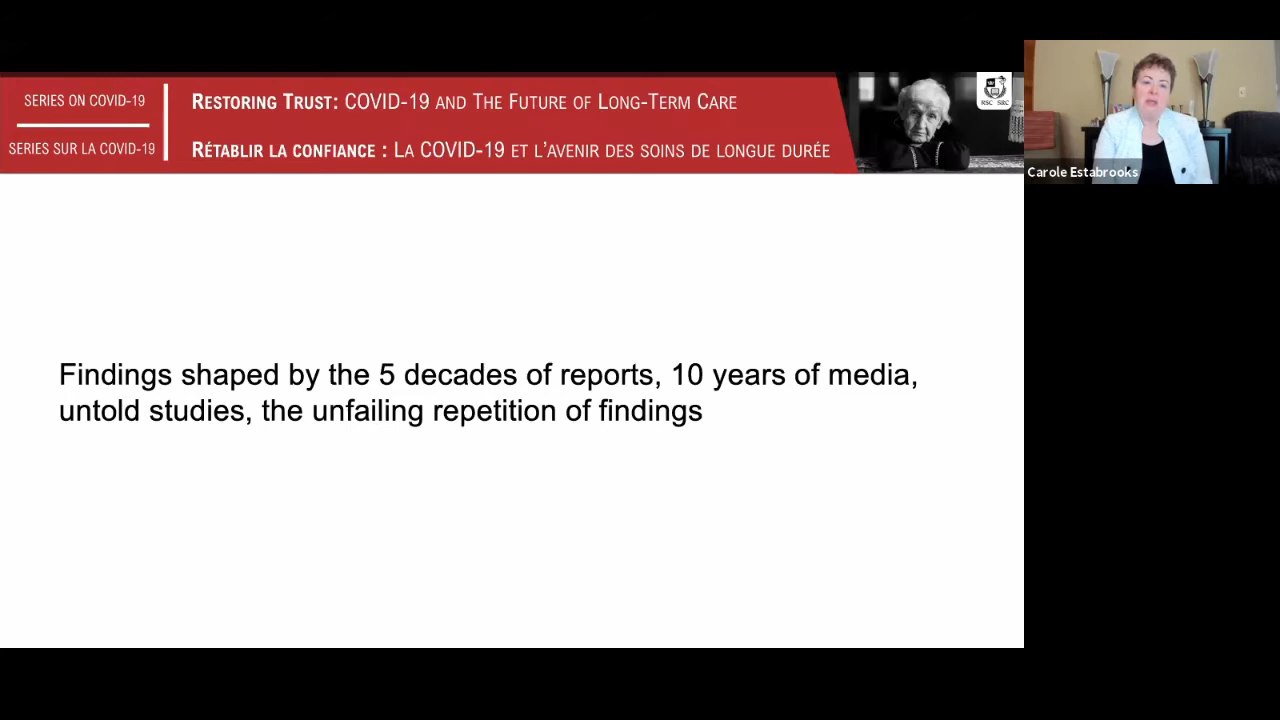 SERIES ON COVID-19
SERIES SUR LA COVID-19
RESTORING TRUST: COVID-19 AND THE FUTURE OF LONG-TERM CARE
RÉTABLIR LA CONFIANCE : LA COVID-19 ET L'AVENIR DES SOINS DE LONGUE DURÉE
RSC SRC
Carole Estabrooks
Findings shaped by the 5 decades of reports, 10 years of media,
untold studies, the unfailing repetition of findings